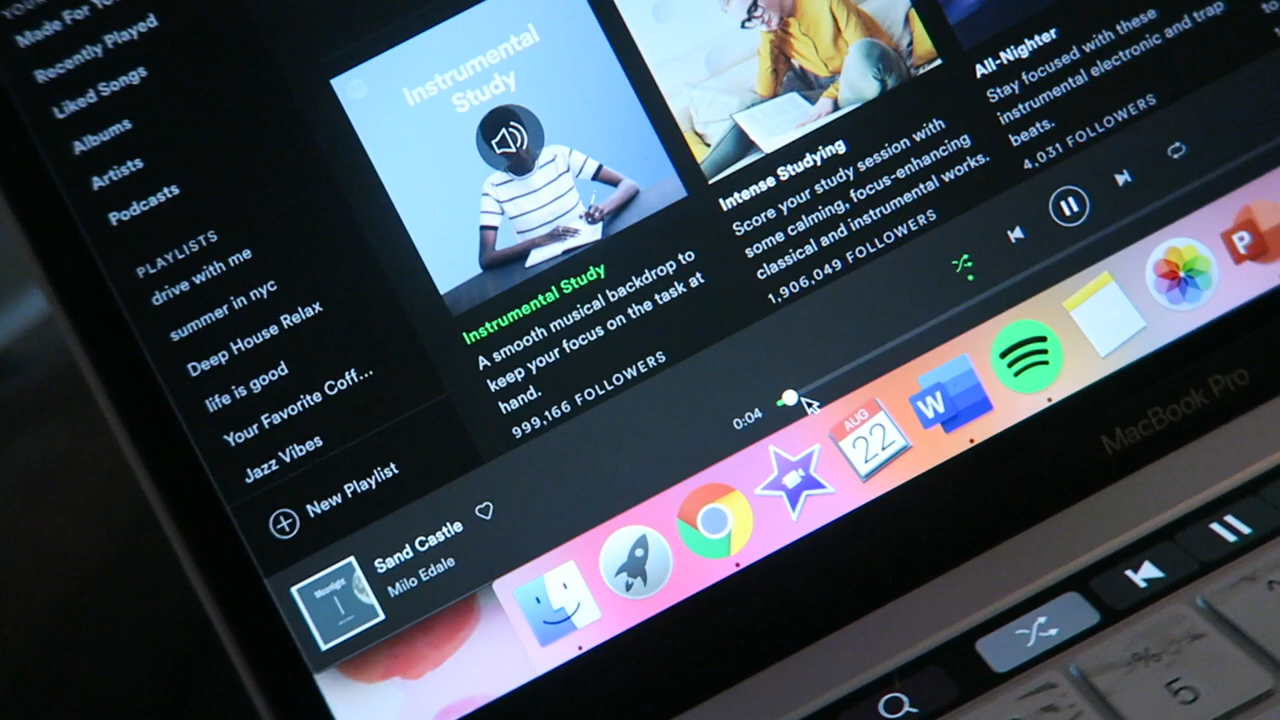 YOUR
Made For You
Recently Played
Liked Songs
Albums
Artists
Podcasts
PLAYLISTS
drive with me
summer in nyc
Deep House Relax
life is good
Your Favorite Coff...
Jazz Vibes
New Playlist
Sand Castle
Milo Edale
Moonlight
Instrumental
Study
Instrumental Study
A smooth musical backdrop to
keep your focus on the task at
hand.
999,166 FOLLOWERS
Intense Studying
Score your study session with
some calming, focus-enhancing
classical and instrumental works.
1,906,049 FOLLOWERS
All-Nighter
Stay focused with these
instrumental electronic and trap
beats.
4,031 FOLLOWERS
0:04
AUG
22
W
P
MacBook Pro
%
5